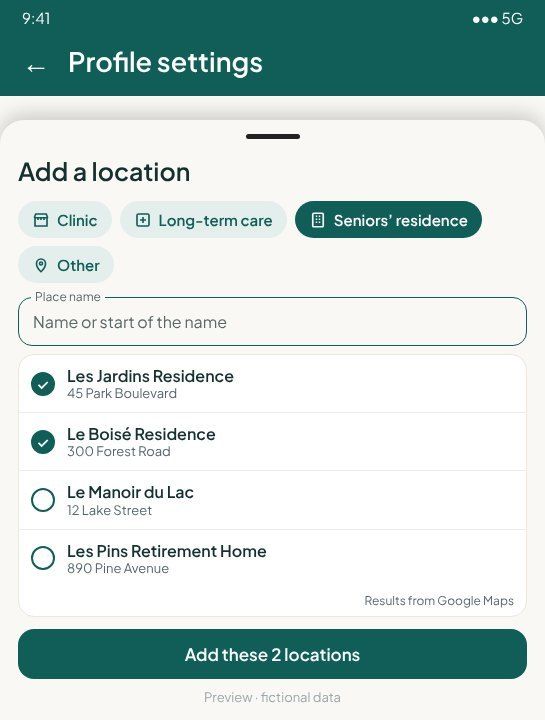 9:41
●●● 5G
← Profile settings
Add a location
Clinic
Long-term care
Seniors’ residence
Other
Place name
Name or start of the name
Les Jardins Residence
45 Park Boulevard
Le Boisé Residence
300 Forest Road
Le Manoir du Lac
12 Lake Street
Les Pins Retirement Home
890 Pine Avenue
Results from Google Maps
Add these 2 locations
Preview · fictional data